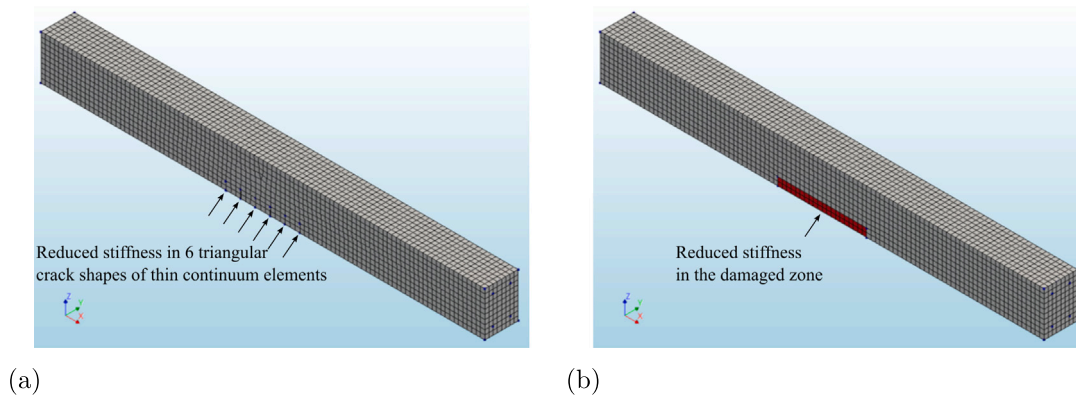 Reduced stiffness in 6 triangular
crack shapes of thin continuum elements
Z
Y
X
(a)
Reduced stiffness
in the damaged zone
Z
Y
X
(b)